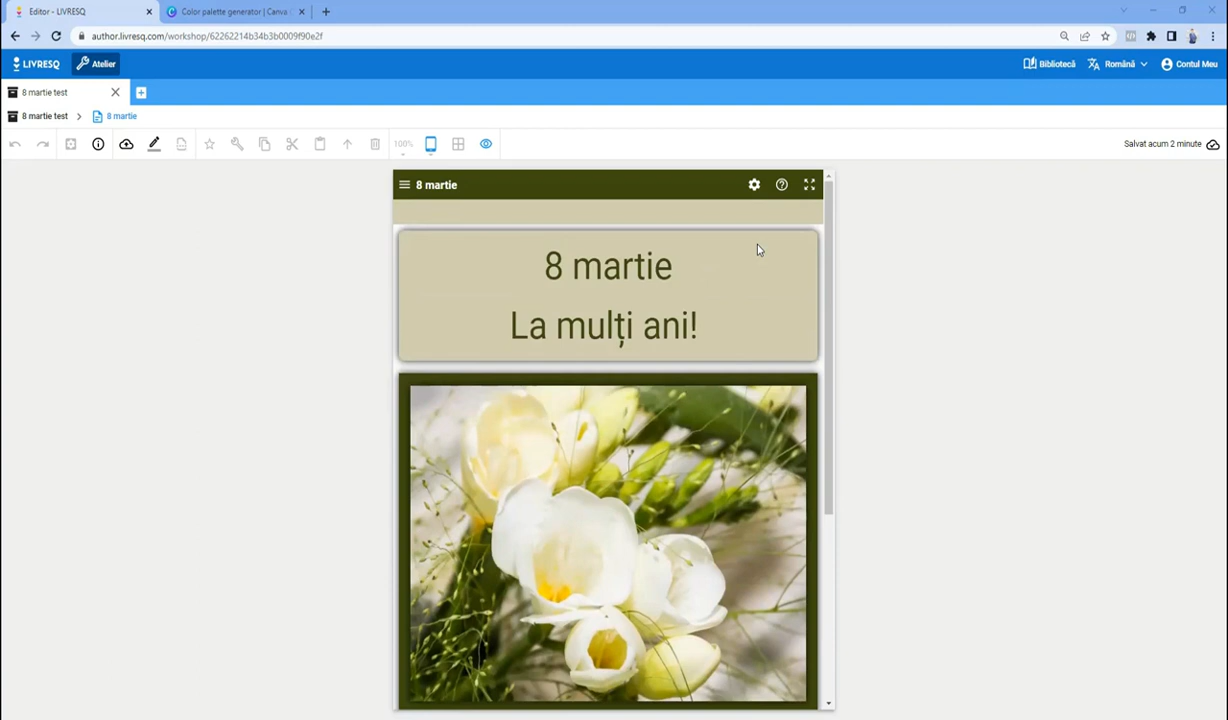 Editor - LIVRESQ
Color palette generator | Canva
author.livresq.com/workshop/62262214b34b3b0009f90e2f
LIVRESQ Atelier Bibliotecă Română Contul Meu
8 martie test
8 martie test > 8 martie
100% Salvat acum 2 minute
8 martie
8 martie
La mulți ani!